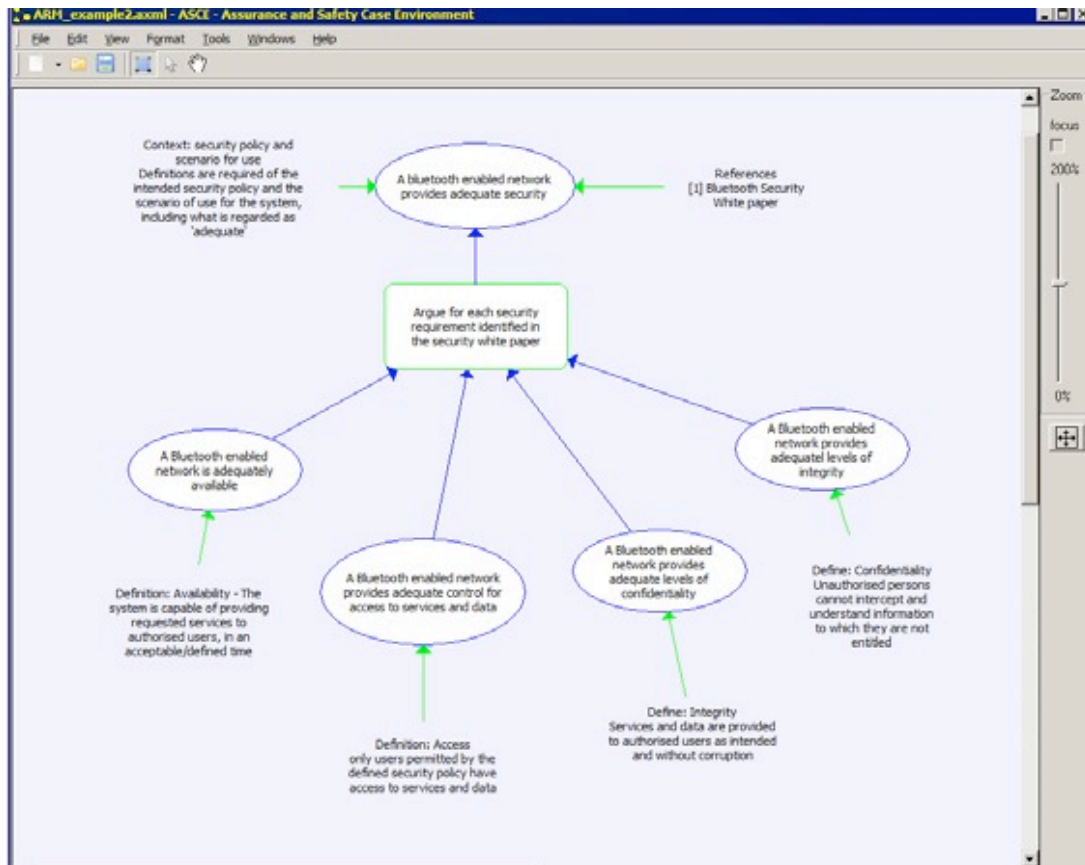 ARM_example2.axml - ASCE - Assurance and Safety Case Environment
File Edit View Format Tools Windows Help
Zoom
focus
200%
0%
Context: security policy and
scenario for use
Definitions are required of the
intended security policy and the
scenario of use for the system,
including what is regarded as
'adequate'
A bluetooth enabled network
provides adequate security
References
[1] Bluetooth Security
White paper
Argue for each security
requirement identified in
the security white paper
A Bluetooth enabled
network is adequately
available
A Bluetooth enabled network
provides adequate control for
access to services and data
A Bluetooth enabled
network provides
adequate levels of
confidentiality
A Bluetooth enabled
network provides
adequatel levels of
integrity
Definition: Availability - The
system is capable of providing
requested services to
authorised users, in an
acceptable/defined time
Definition: Access
only users permitted by the
defined security policy have
access to services and data
Define: Integrity
Services and data are provided
to authorised users as intended
and without corruption
Define: Confidentiality
Unauthorised persons
cannot intercept and
understand information
to which they are not
entitled